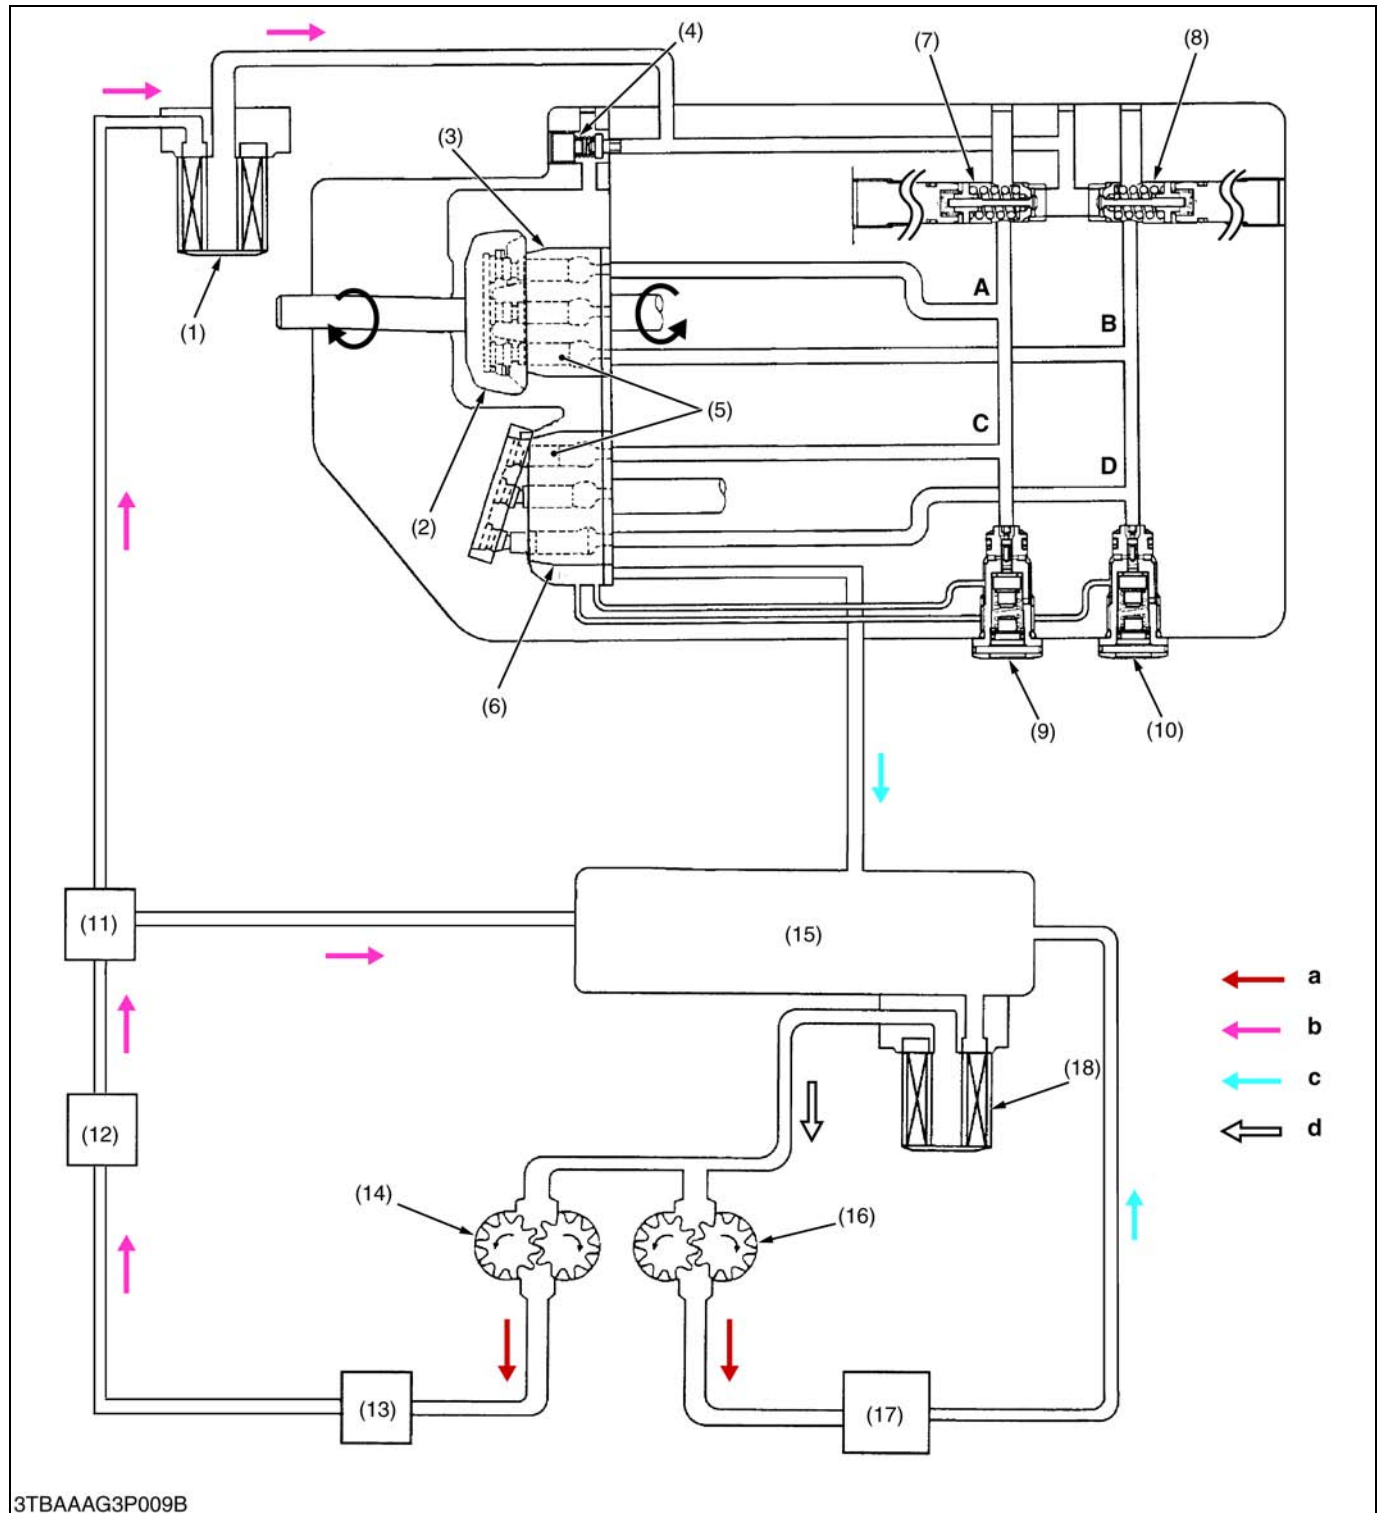 (4)
(7)
(8)
(3)
(1)
A
B
(5)
C
D
(2)
(6)
(9)
(10)
(11)
(15)
a
b
(18)
c
(12)
d
(14)
(16)
(13)
(17)
3TBAAAG3P009B